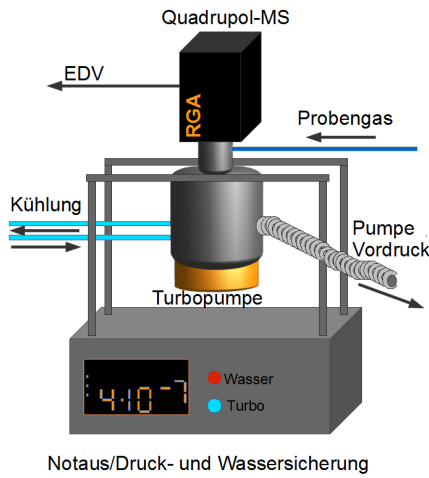 Quadrupol-MS
EDV
RGA
Probengas
Kühlung
Pumpe
Vordruck
Turbopumpe
4·10⁻⁷
Wasser
Turbo
Notaus/Druck- und Wassersicherung